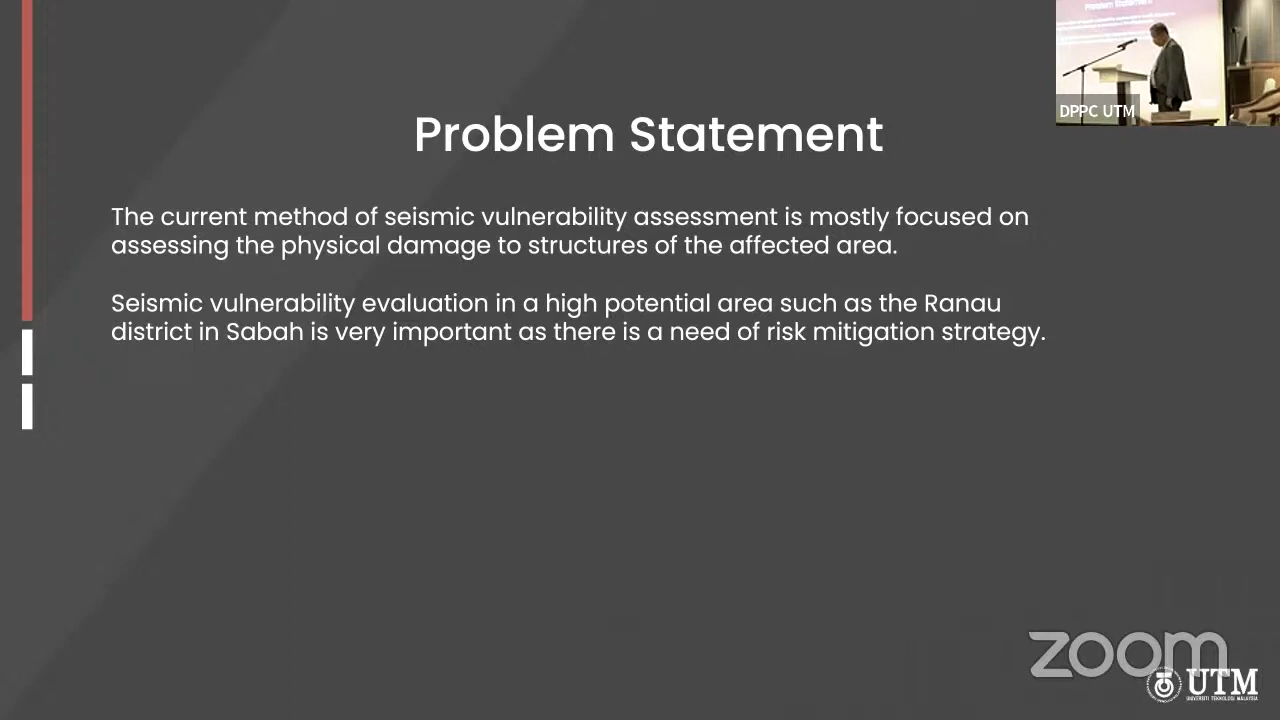 Problem Statement
DPPC UTM
Problem Statement
The current method of seismic vulnerability assessment is mostly focused on
assessing the physical damage to structures of the affected area.
Seismic vulnerability evaluation in a high potential area such as the Ranau
district in Sabah is very important as there is a need of risk mitigation strategy.
zoom
UTM
UNIVERSITI TEKNOLOGI MALAYSIA